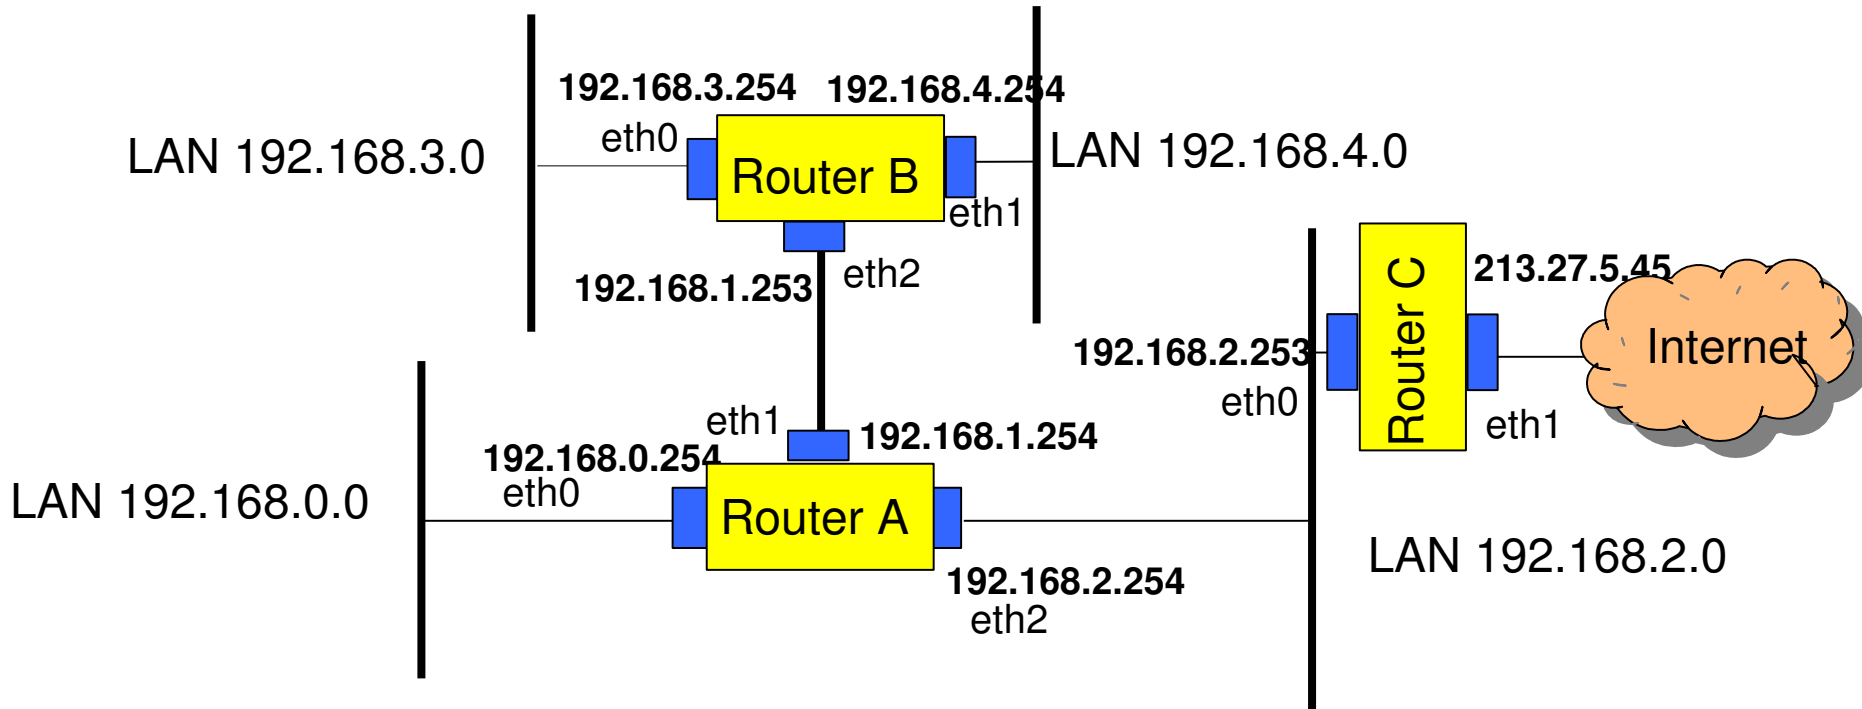 192.168.3.254
192.168.4.254
eth0
LAN 192.168.3.0
Router B
LAN 192.168.4.0
eth1
eth2
192.168.1.253
213.27.5.45
Router C
Internet
192.168.2.253
eth0
eth1
eth1
192.168.1.254
192.168.0.254
eth0
LAN 192.168.0.0
Router A
LAN 192.168.2.0
192.168.2.254
eth2